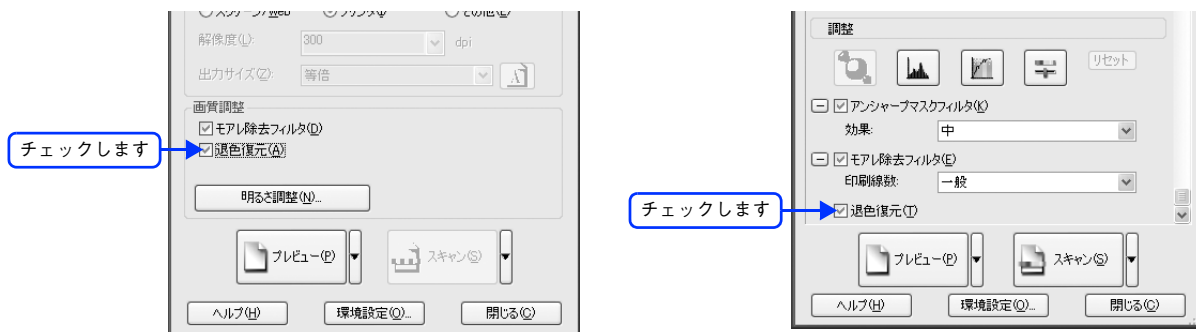 解像度(L): 300 dpi
出力サイズ(Z): 等倍
画質調整
モアレ除去フィルタ(D)
チェックします
退色復元(A)
明るさ調整(N)...
プレビュー(P)
スキャン(S)
ヘルプ(H)
環境設定(O)...
閉じる(C)
調整
リセット
アンシャープマスクフィルタ(K)
効果: 中
モアレ除去フィルタ(E)
印刷線数: 一般
チェックします
退色復元(T)
プレビュー(P)
スキャン(S)
ヘルプ(H)
環境設定(O)...
閉じる(C)